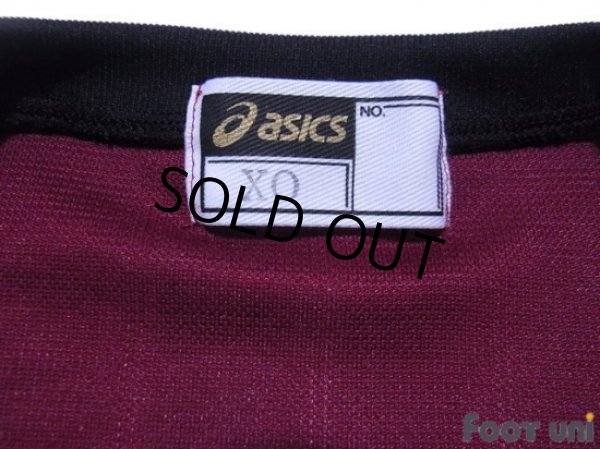 asics
NO.
XO
SOLD OUT
FOOT UNI